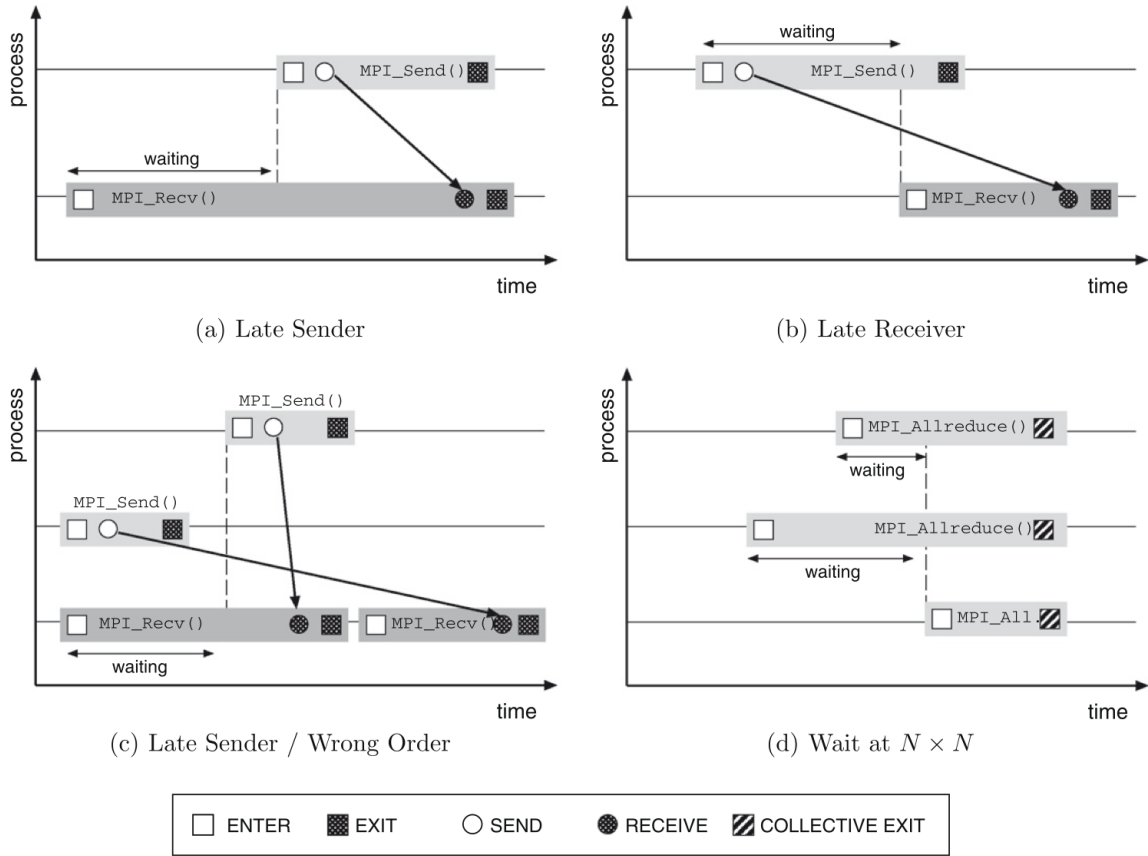 process
MPI_Send()
waiting
MPI_Recv()
time
(a) Late Sender
process
waiting
MPI_Send()
MPI_Recv()
time
(b) Late Receiver
process
MPI_Send()
MPI_Send()
MPI_Recv()
MPI_Recv()
waiting
time
(c) Late Sender / Wrong Order
process
MPI_Allreduce()
waiting
MPI_Allreduce()
waiting
MPI_All.
time
(d) Wait at N × N
ENTER EXIT SEND RECEIVE COLLECTIVE EXIT